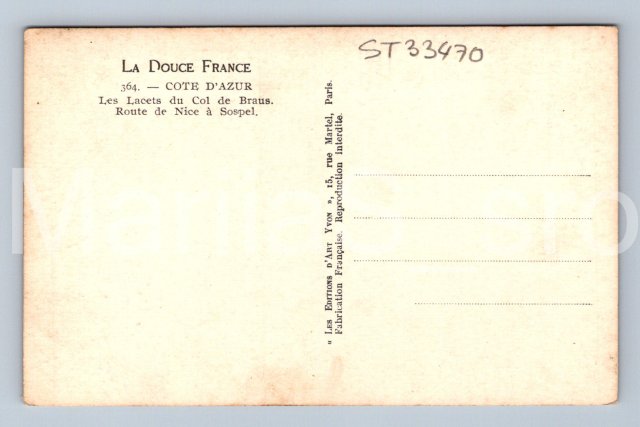 ST33470
LA DOUCE FRANCE
364. — COTE D'AZUR
Les Lacets du Col de Braus.
Route de Nice à Sospel.
« LES EDITIONS D'ART YVON », 15, rue Martel, Paris.
Fabrication Française. Reproduction interdite.